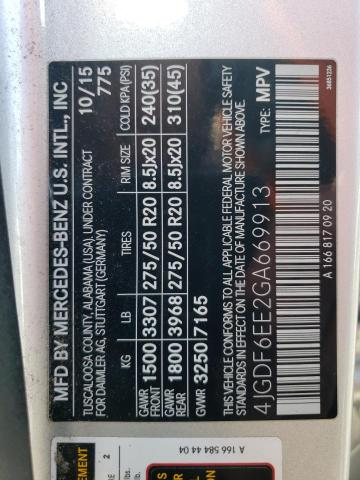 MFD BY MERCEDES-BENZ U.S. INTL., INC
TUSCALOOSA COUNTY, ALABAMA (USA), UNDER CONTRACT 10/15
FOR DAIMLER AG, STUTTGART (GERMANY) 775
KG LB TIRES RIM SIZE COLD KPA(PSI)
GAWR FRONT 1500 3307 275/50 R20 8.5Jx20 240(35)
GAWR REAR 1800 3968 275/50 R20 8.5Jx20 310(45)
GVWR 3250 7165
THIS VEHICLE CONFORMS TO ALL APPLICABLE FEDERAL MOTOR VEHICLE SAFETY
STANDARDS IN EFFECT ON THE DATE OF MANUFACTURE SHOWN ABOVE.
4JGDF6EE2GA669913 TYPE: MPV
A 166 817 09 20
36851226
A 166 584 44 04
EMENT
2
lbs.